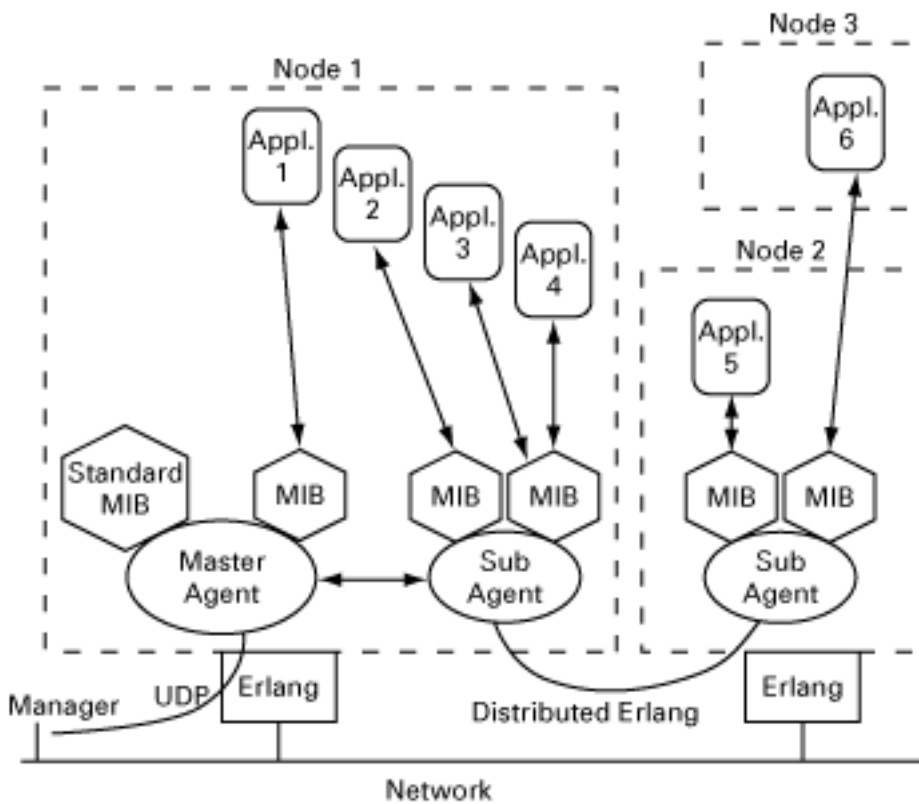 Node 3
Node 1
Appl.
6
Appl.
1
Appl.
2
Appl.
3
Appl.
4
Node 2
Appl.
5
Standard
MIB
MIB
MIB
MIB
MIB
MIB
Master
Agent
Sub
Agent
Sub
Agent
Manager
UDP
Erlang
Distributed Erlang
Erlang
Network